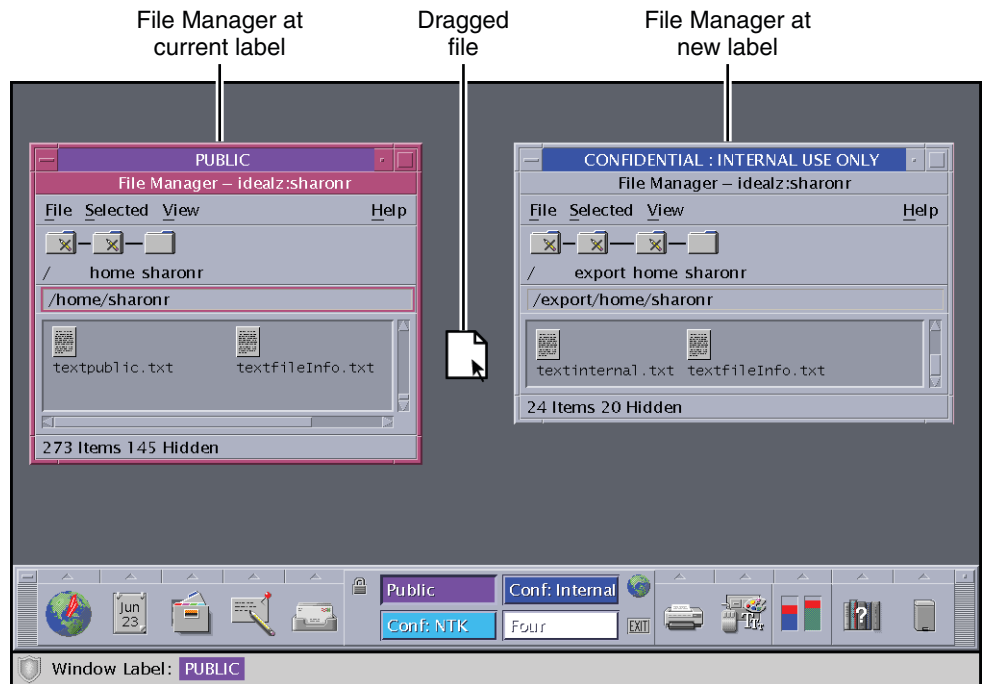 File Manager at
current label
Dragged
file
File Manager at
new label
PUBLIC
File Manager – idealz:sharonr
File Selected View Help
/ home sharonr
/home/sharonr
textpublic.txt textfileInfo.txt
273 Items 145 Hidden
CONFIDENTIAL : INTERNAL USE ONLY
File Manager – idealz:sharonr
File Selected View Help
/ export home sharonr
/export/home/sharonr
textinternal.txt textfileInfo.txt
24 Items 20 Hidden
Jun
23
Public
Conf: Internal
Conf: NTK
Four
EXIT
?
Window Label: PUBLIC